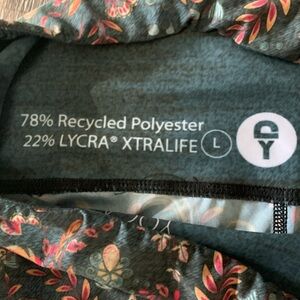 78% Recycled Polyester
22% LYCRA® XTRALIFE L